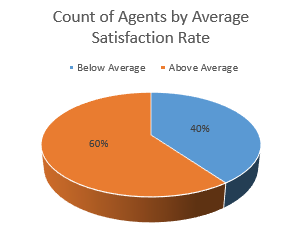 Count of Agents by Average
Satisfaction Rate
Below Average Above Average
40%
60%